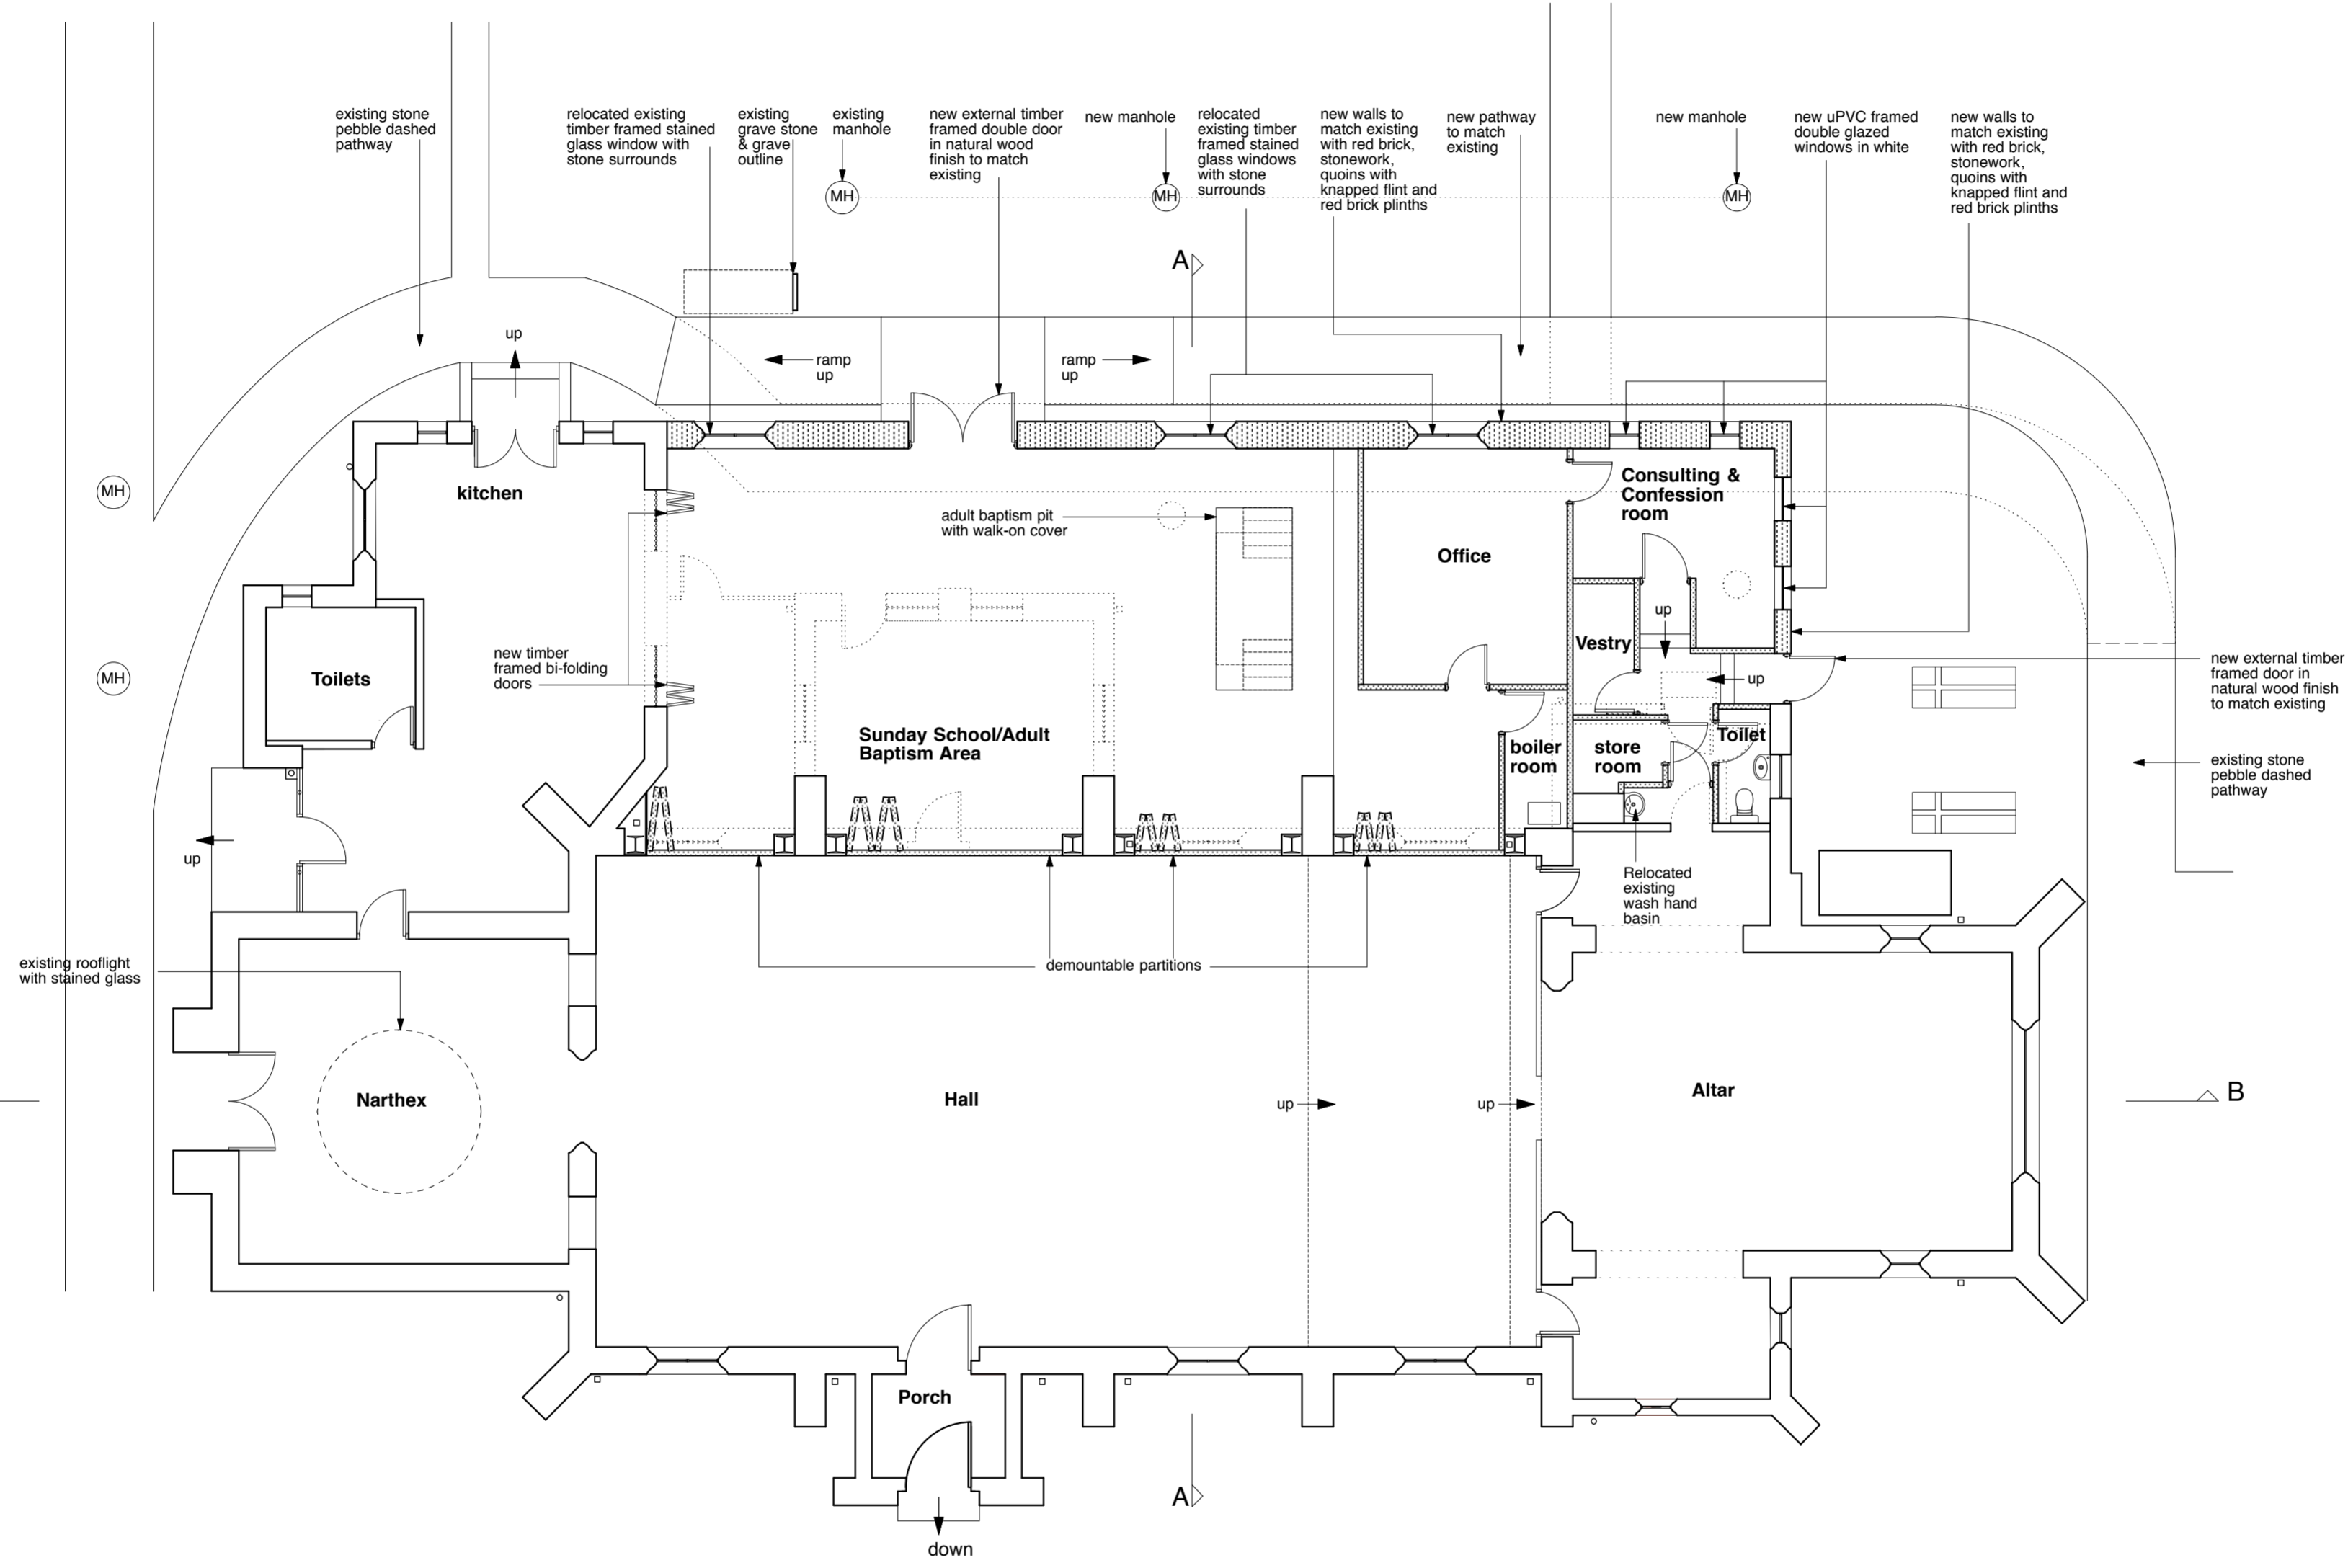 existing stone
pebble dashed
pathway
relocated existing
timber framed stained
glass window with
stone surrounds
existing
grave stone
& grave
outline
existing
manhole
new external timber
framed double door
in natural wood
finish to match
existing
new manhole
relocated
existing timber
framed stained
glass windows
with stone
surrounds
new walls to
match existing
with red brick,
stonework,
quoins with
knapped flint and
red brick plinths
new pathway
to match
existing
new manhole
new uPVC framed
double glazed
windows in white
new walls to
match existing
with red brick,
stonework,
quoins with
knapped flint and
red brick plinths
MH
MH
MH
A
up
ramp
up
ramp
up
MH
kitchen
adult baptism pit
with walk-on cover
Office
Consulting &
Confession
room
up
Vestry
new timber
framed bi-folding
doors
MH
Toilets
up
new external timber
framed door in
natural wood finish
to match existing
Sunday School/Adult
Baptism Area
boiler
room
store
room
Toilet
existing stone
pebble dashed
pathway
up
Relocated
existing
wash hand
basin
existing rooflight
with stained glass
demountable partitions
Narthex
Hall
up
up
Altar
B
Porch
A
down